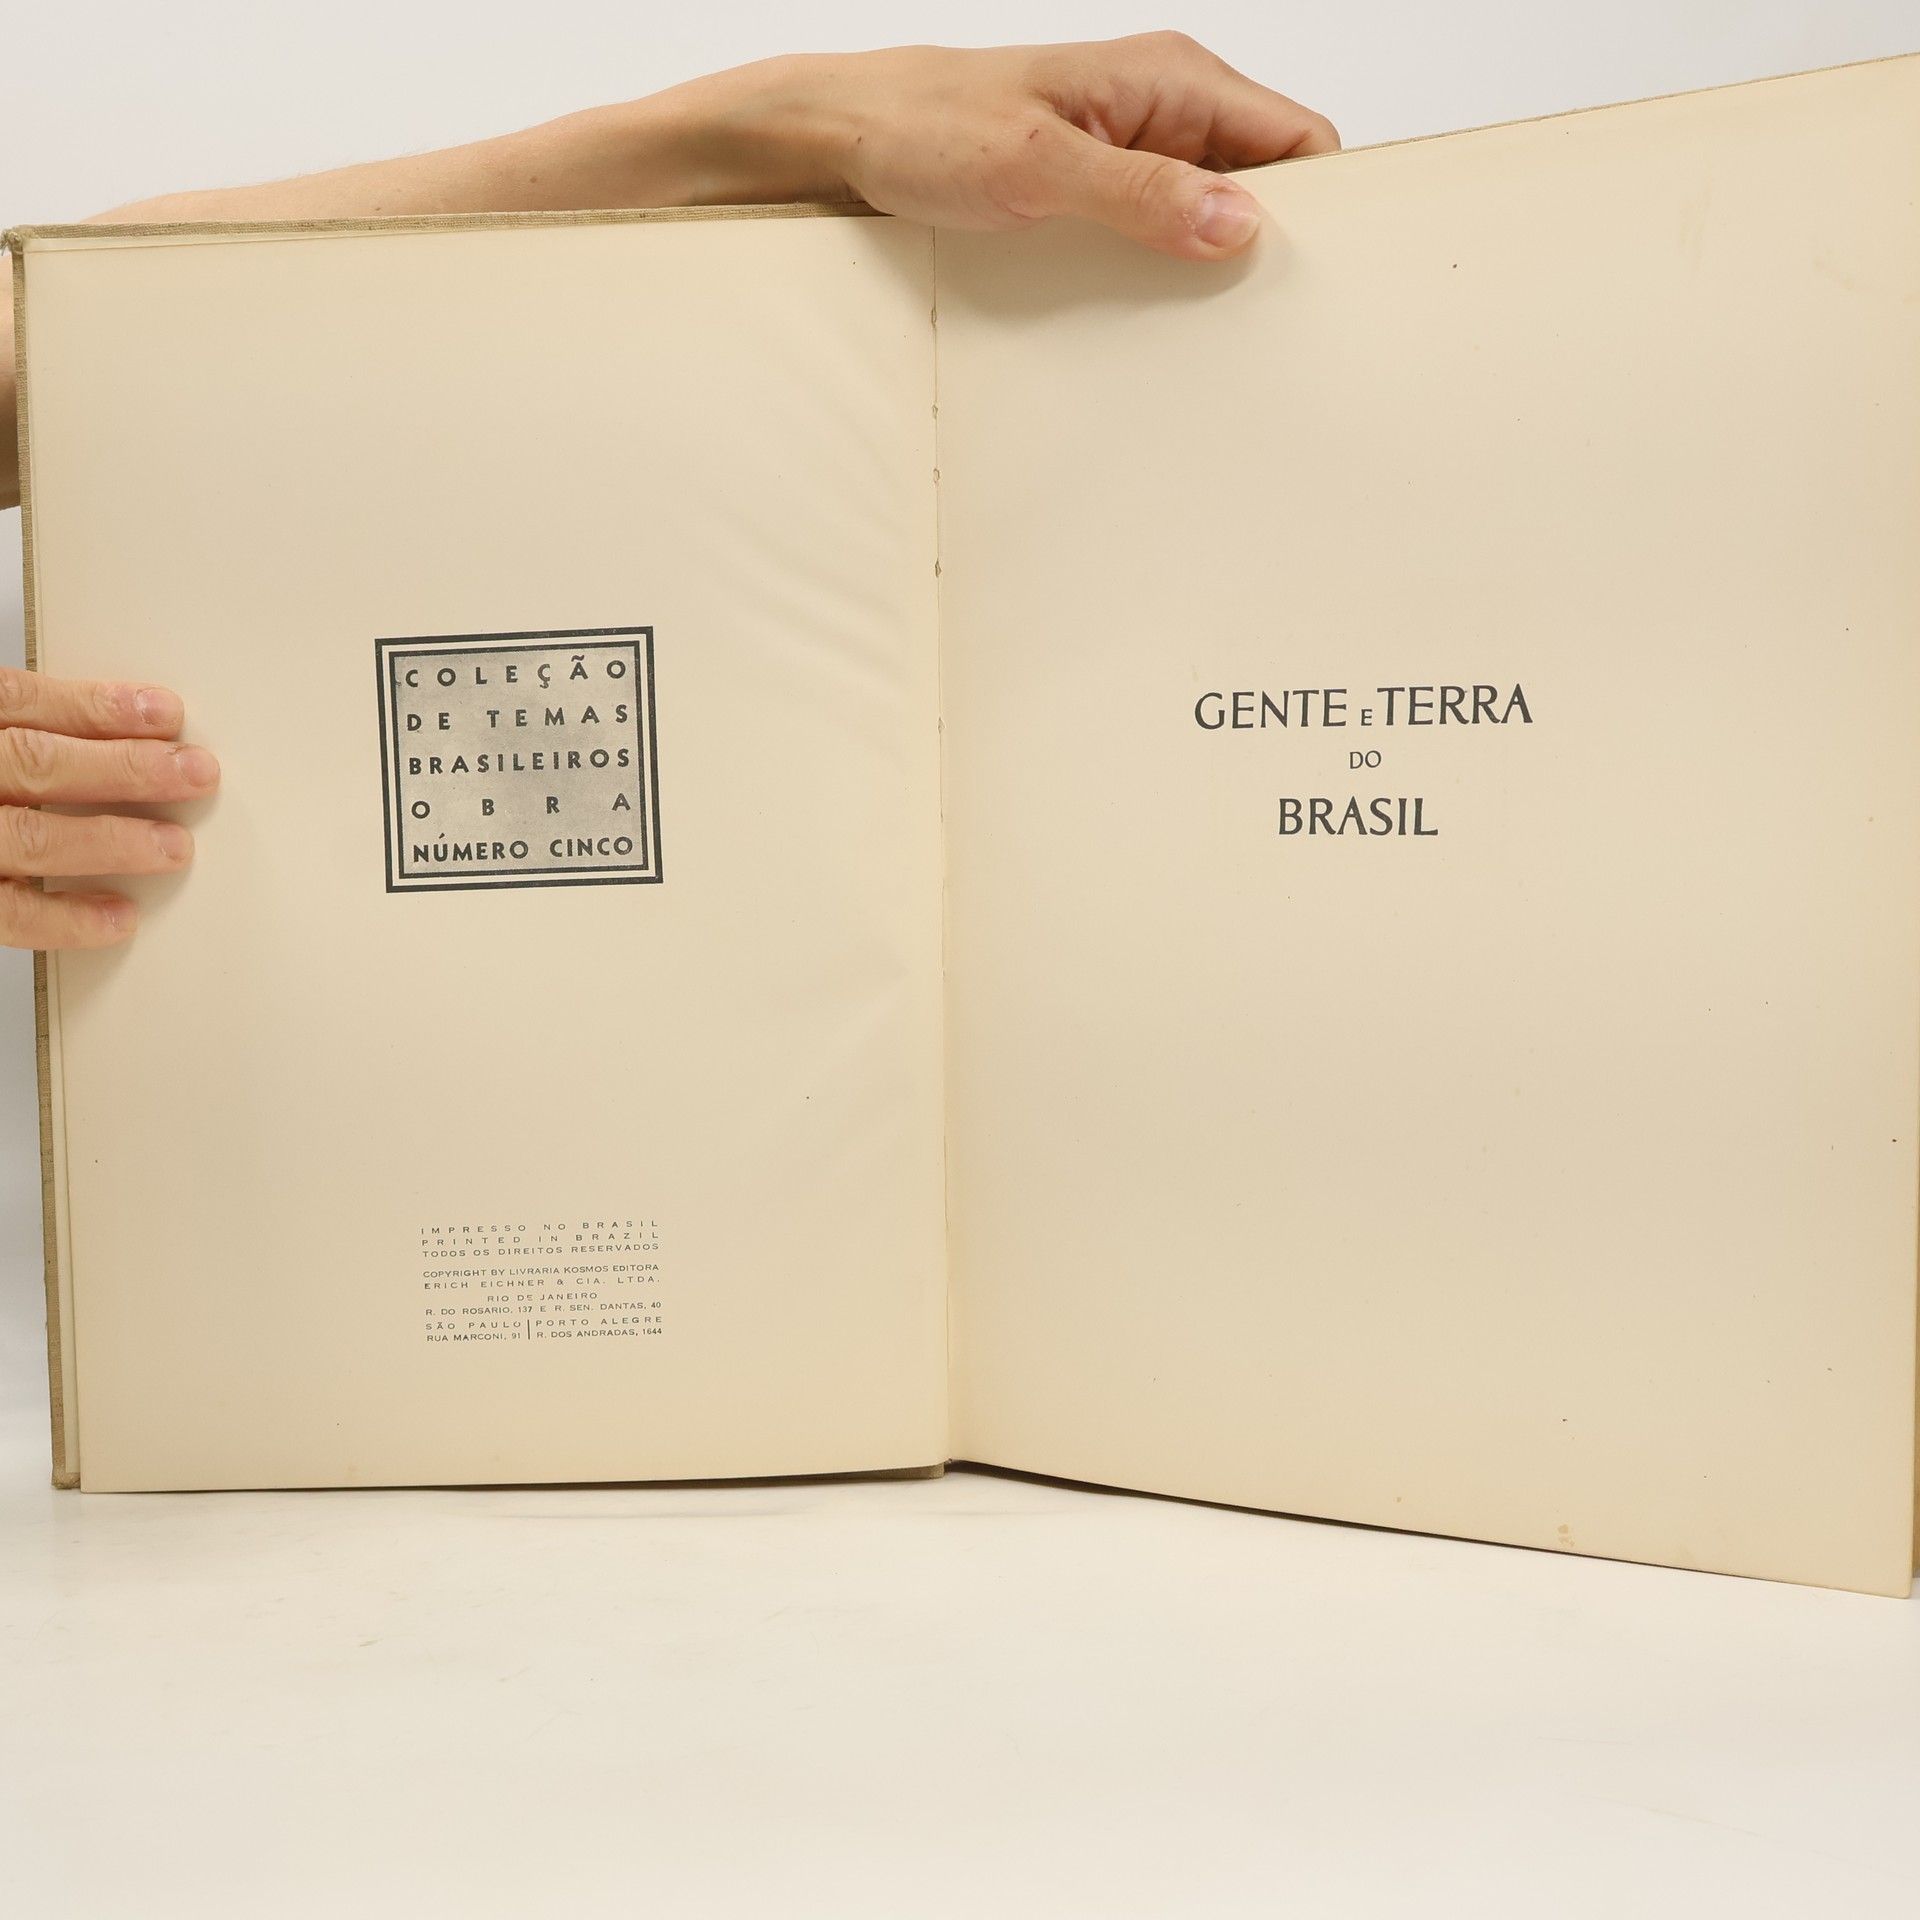 COLEÇÃO
DE TEMAS
BRASILEIROS
OBRA
NÚMERO CINCO
IMPRESSO NO BRASIL
PRINTED IN BRAZIL
TODOS OS DIREITOS RESERVADOS
COPYRIGHT BY LIVRARIA KOSMOS EDITORA
ERICH EICHNER & CIA. LTDA.
RIO DE JANEIRO
R. DO ROSARIO, 137 E R. SEN. DANTAS, 40
SÃO PAULO | PORTO ALEGRE
RUA MARCONI, 91 | R. DOS ANDRADAS, 1644
GENTE E TERRA
DO
BRASIL